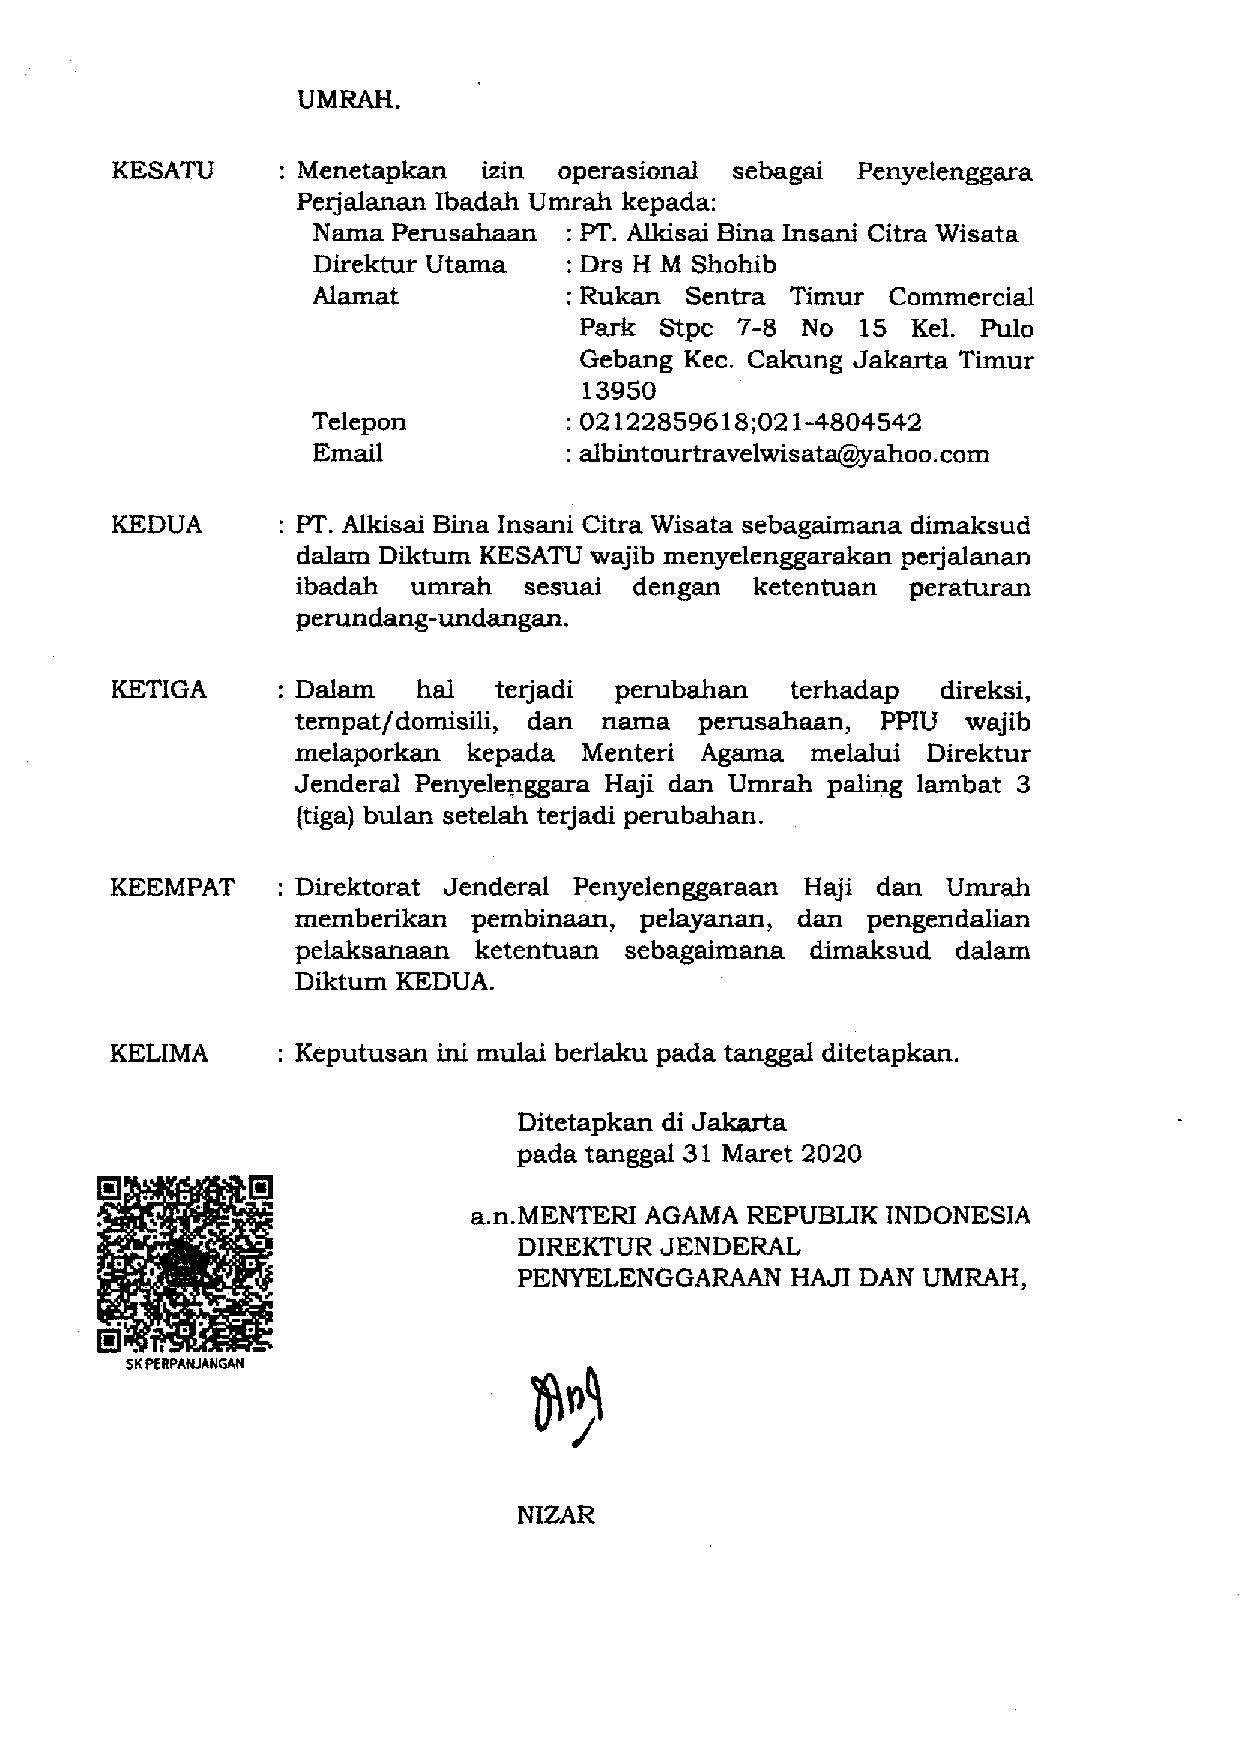 UMRAH.
KESATU : Menetapkan izin operasional sebagai Penyelenggara
Perjalanan Ibadah Umrah kepada:
Nama Perusahaan : PT. Alkisai Bina Insani Citra Wisata
Direktur Utama : Drs H M Shohib
Alamat : Rukan Sentra Timur Commercial
Park Stpc 7-8 No 15 Kel. Pulo
Gebang Kec. Cakung Jakarta Timur
13950
Telepon : 02122859618;021-4804542
Email : albintourtravelwisata@yahoo.com
KEDUA : PT. Alkisai Bina Insani Citra Wisata sebagaimana dimaksud
dalam Diktum KESATU wajib menyelenggarakan perjalanan
ibadah umrah sesuai dengan ketentuan peraturan
perundang-undangan.
KETIGA : Dalam hal terjadi perubahan terhadap direksi,
tempat/domisili, dan nama perusahaan, PPIU wajib
melaporkan kepada Menteri Agama melalui Direktur
Jenderal Penyelenggara Haji dan Umrah paling lambat 3
(tiga) bulan setelah terjadi perubahan.
KEEMPAT : Direktorat Jenderal Penyelenggaraan Haji dan Umrah
memberikan pembinaan, pelayanan, dan pengendalian
pelaksanaan ketentuan sebagaimana dimaksud dalam
Diktum KEDUA.
KELIMA : Keputusan ini mulai berlaku pada tanggal ditetapkan.
Ditetapkan di Jakarta
pada tanggal 31 Maret 2020
a.n.MENTERI AGAMA REPUBLIK INDONESIA
DIREKTUR JENDERAL
PENYELENGGARAAN HAJI DAN UMRAH,
SK PERPANJANGAN
NIZAR